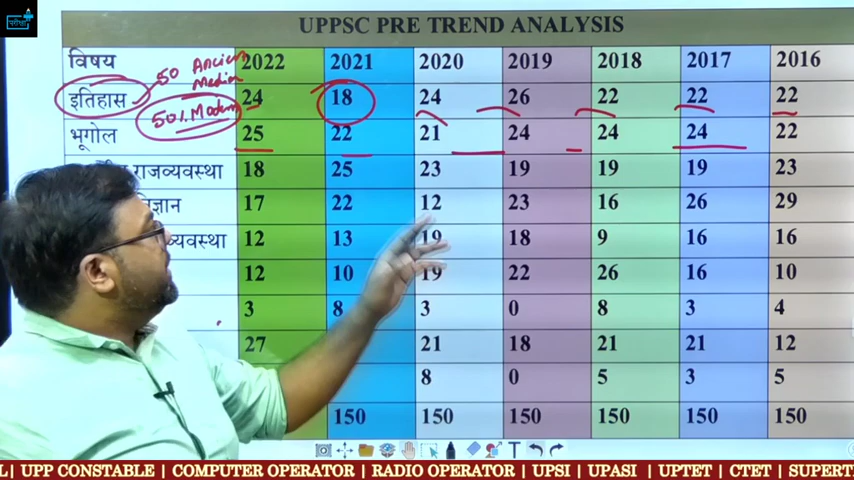 परीक्षा
UPPSC PRE TREND ANALYSIS
विषय 2022 2021 2020 2019 2018 2017 2016
50 Ancient
Median
इतिहास 24 18 24 26 22 22 22
50%. Modern
भूगोल 25 22 21 24 24 24 22
राजव्यवस्था 18 25 23 19 19 19 23
17 22 12 23 16 26 29
व्यवस्था 12 13 19 18 9 16 16
12 10 19 22 26 16 10
3 8 3 0 8 3 4
27 21 18 21 21 12
8 0 5 3 5
150 150 150 150 150 150
T
UPP CONSTABLE | COMPUTER OPERATOR | RADIO OPERATOR | UPSI | UPASI | UPTET | CTET |